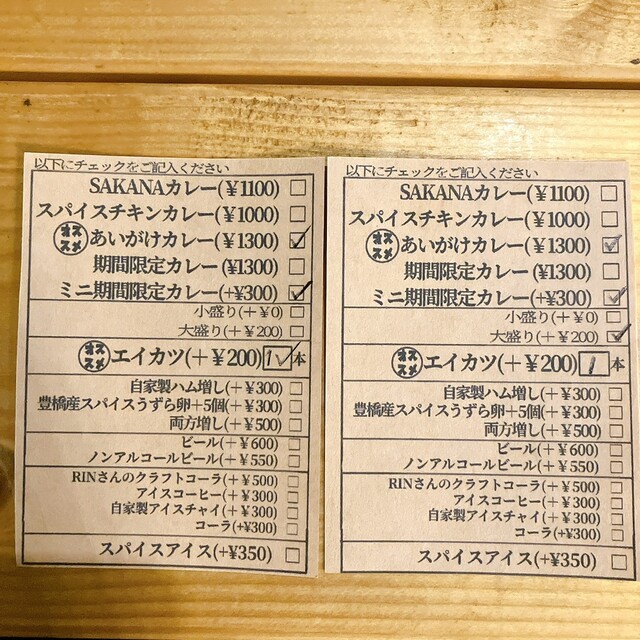 以下にチェックをご記入ください
SAKANAカレー(￥1100)
スパイスチキンカレー(￥1000)
オススメ あいがけカレー(￥1300) ✓
期間限定カレー(¥1300)
ミニ期間限定カレー(+¥300) ✓
小盛り(＋￥0)
大盛り(＋￥200)
オススメ エイカツ(＋￥200) 1✓ 本
自家製ハム増し(＋￥300)
豊橋産スパイスうずら卵＋5個(＋￥300)
両方増し(＋￥500)
ビール(＋￥600)
ノンアルコールビール(＋￥550)
RINさんのクラフトコーラ(＋￥500)
アイスコーヒー(＋￥300)
自家製アイスチャイ(＋￥300)
コーラ(+¥300)
スパイスアイス(+¥350)
以下にチェックをご記入ください
SAKANAカレー(￥1100)
スパイスチキンカレー(￥1000)
オススメ あいがけカレー(￥1300) ✓
期間限定カレー(¥1300)
ミニ期間限定カレー(+¥300) ✓
小盛り(＋￥0)
大盛り(＋￥200) ✓
オススメ エイカツ(＋￥200) 1 本
自家製ハム増し(＋￥300)
豊橋産スパイスうずら卵＋5個(＋￥300)
両方増し(＋￥500)
ビール(＋￥600)
ノンアルコールビール(＋￥550)
RINさんのクラフトコーラ(＋￥500)
アイスコーヒー(＋￥300)
自家製アイスチャイ(＋￥300)
コーラ(+¥300)
スパイスアイス(+¥350)